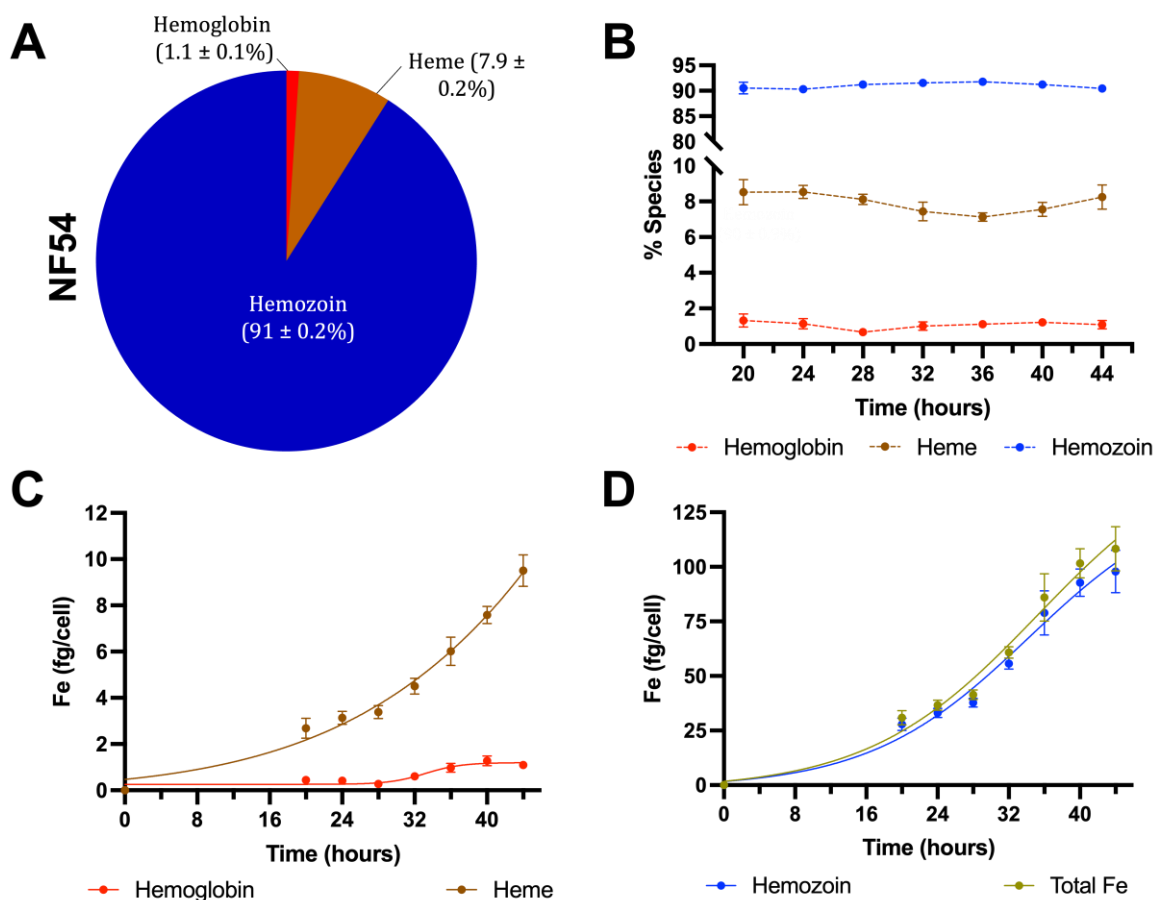 A
Hemoglobin
(1.1 ± 0.1%)
Heme (7.9 ±
0.2%)
Hemozoin
(91 ± 0.2%)
NF54
B
95
90
85
80
10
8
6
4
2
0
% Species
20 24 28 32 36 40 44
Time (hours)
Hemoglobin Heme Hemozoin
C
12
10
8
6
4
2
0
Fe (fg/cell)
0 8 16 24 32 40
Time (hours)
Hemoglobin Heme
D
125
100
75
50
25
0
Fe (fg/cell)
0 8 16 24 32 40
Time (hours)
Hemozoin Total Fe